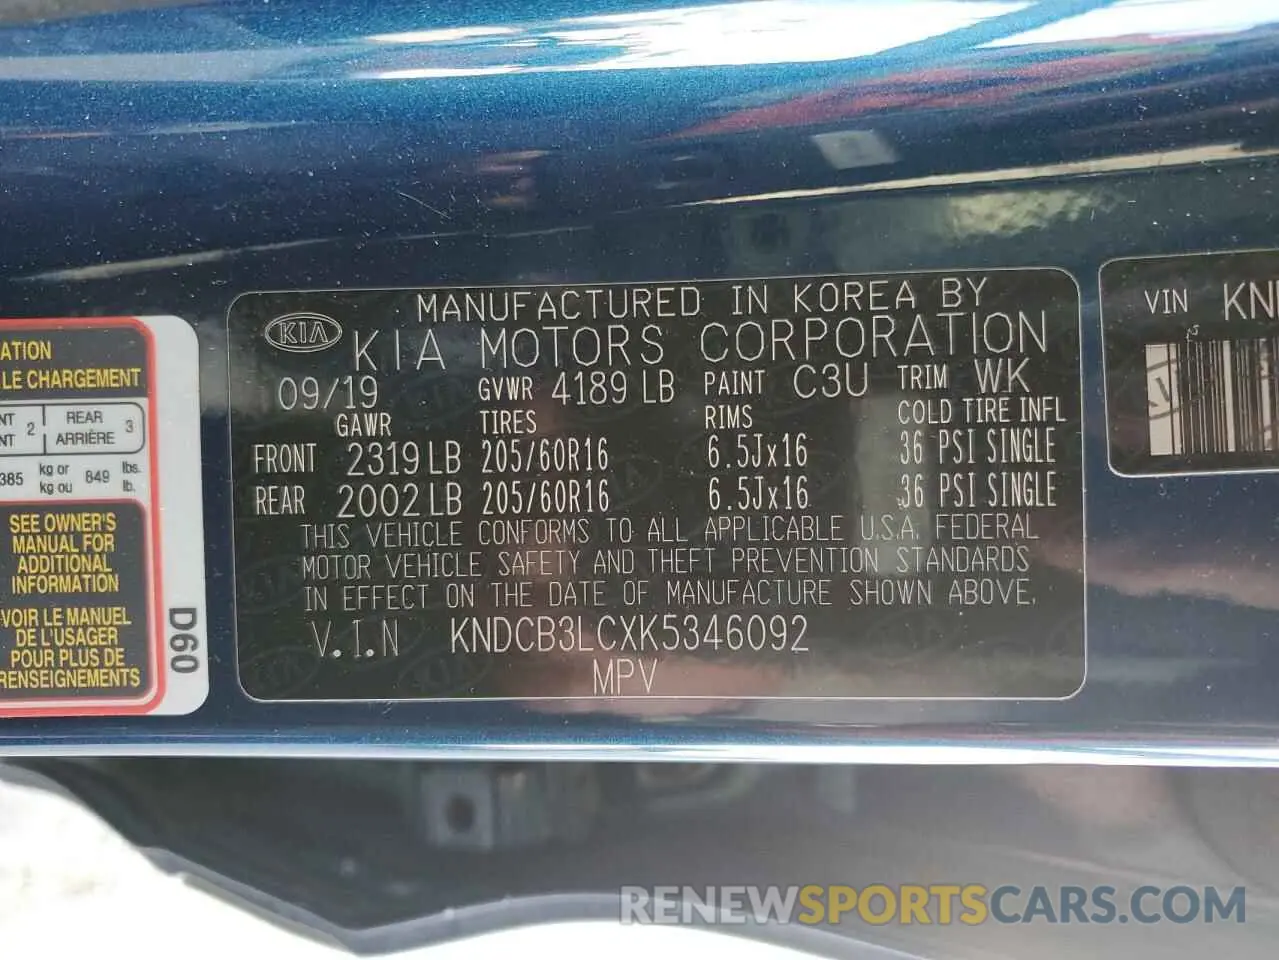 ATION
LE CHARGEMENT
NT 2 REAR 3
NT ARRIÈRE
385 kg or 849 lbs.
kg ou lb.
SEE OWNER'S
MANUAL FOR
ADDITIONAL
INFORMATION
VOIR LE MANUEL
DE L'USAGER
POUR PLUS DE
RENSEIGNEMENTS
D60
MANUFACTURED IN KOREA BY
KIA KIA MOTORS CORPORATION
09/19 GVWR 4189 LB PAINT C3U TRIM WK
GAWR TIRES RIMS COLD TIRE INFL
FRONT 2319 LB 205/60R16 6.5Jx16 36 PSI SINGLE
REAR 2002 LB 205/60R16 6.5Jx16 36 PSI SINGLE
THIS VEHICLE CONFORMS TO ALL APPLICABLE U.S.A. FEDERAL
MOTOR VEHICLE SAFETY AND THEFT PREVENTION STANDARDS
IN EFFECT ON THE DATE OF MANUFACTURE SHOWN ABOVE.
V.I.N KNDCB3LCXK5346092
MPV
VIN KN
RENEWSPORTSCARS.COM